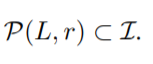 𝒫(L, r) ⊂ ℐ.